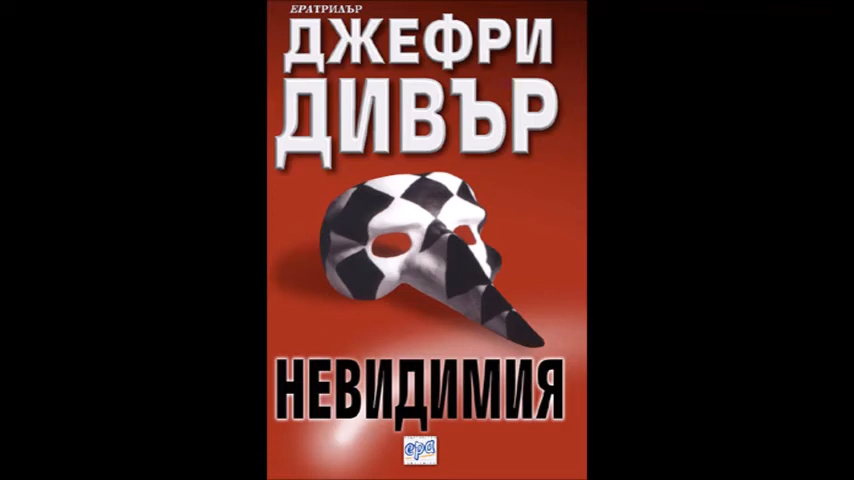 ЕРАТРИЛЪР
ДЖЕФРИ
ДИВЪР
НЕВИДИМИЯ
ера